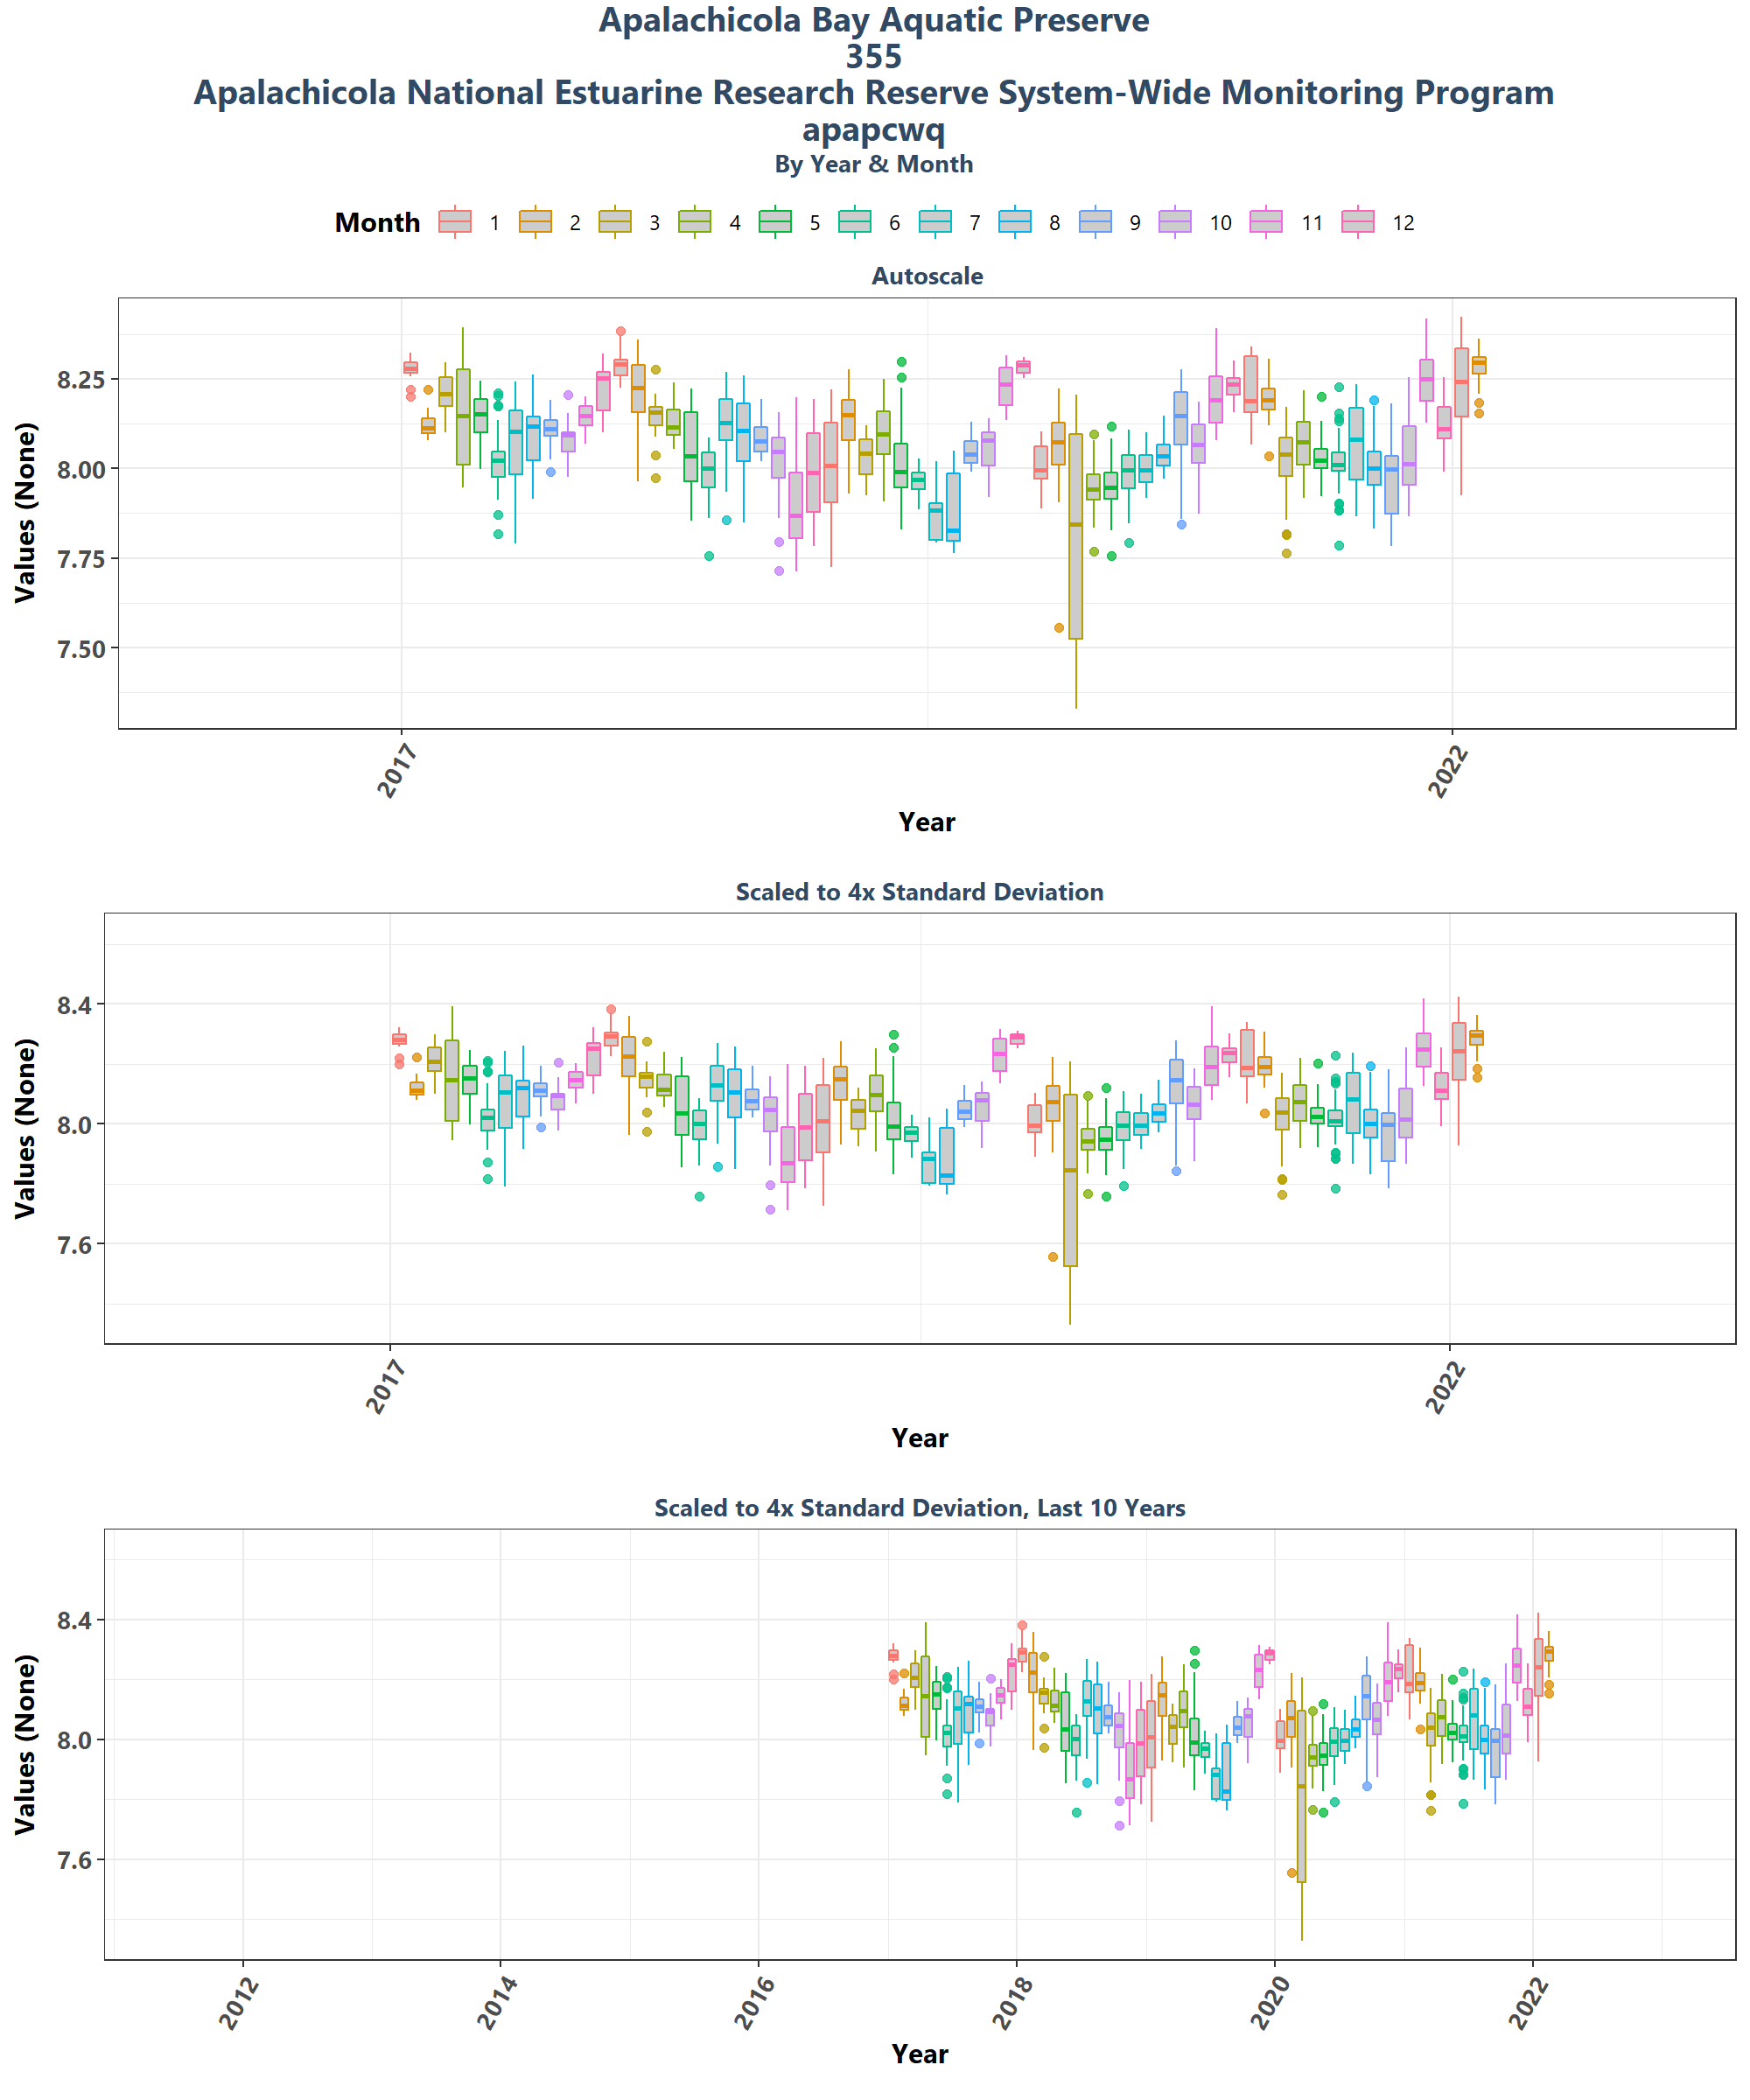 Apalachicola Bay Aquatic Preserve
355
Apalachicola National Estuarine Research Reserve System-Wide Monitoring Program
apapcwq
By Year & Month
Month 1 2 3 4 5 6 7 8 9 10 11 12
Autoscale
Values (None)
8.25
8.00
7.75
7.50
2017 2022
Year
Scaled to 4x Standard Deviation
Values (None)
8.4
8.0
7.6
2017 2022
Year
Scaled to 4x Standard Deviation, Last 10 Years
Values (None)
8.4
8.0
7.6
2012 2014 2016 2018 2020 2022
Year